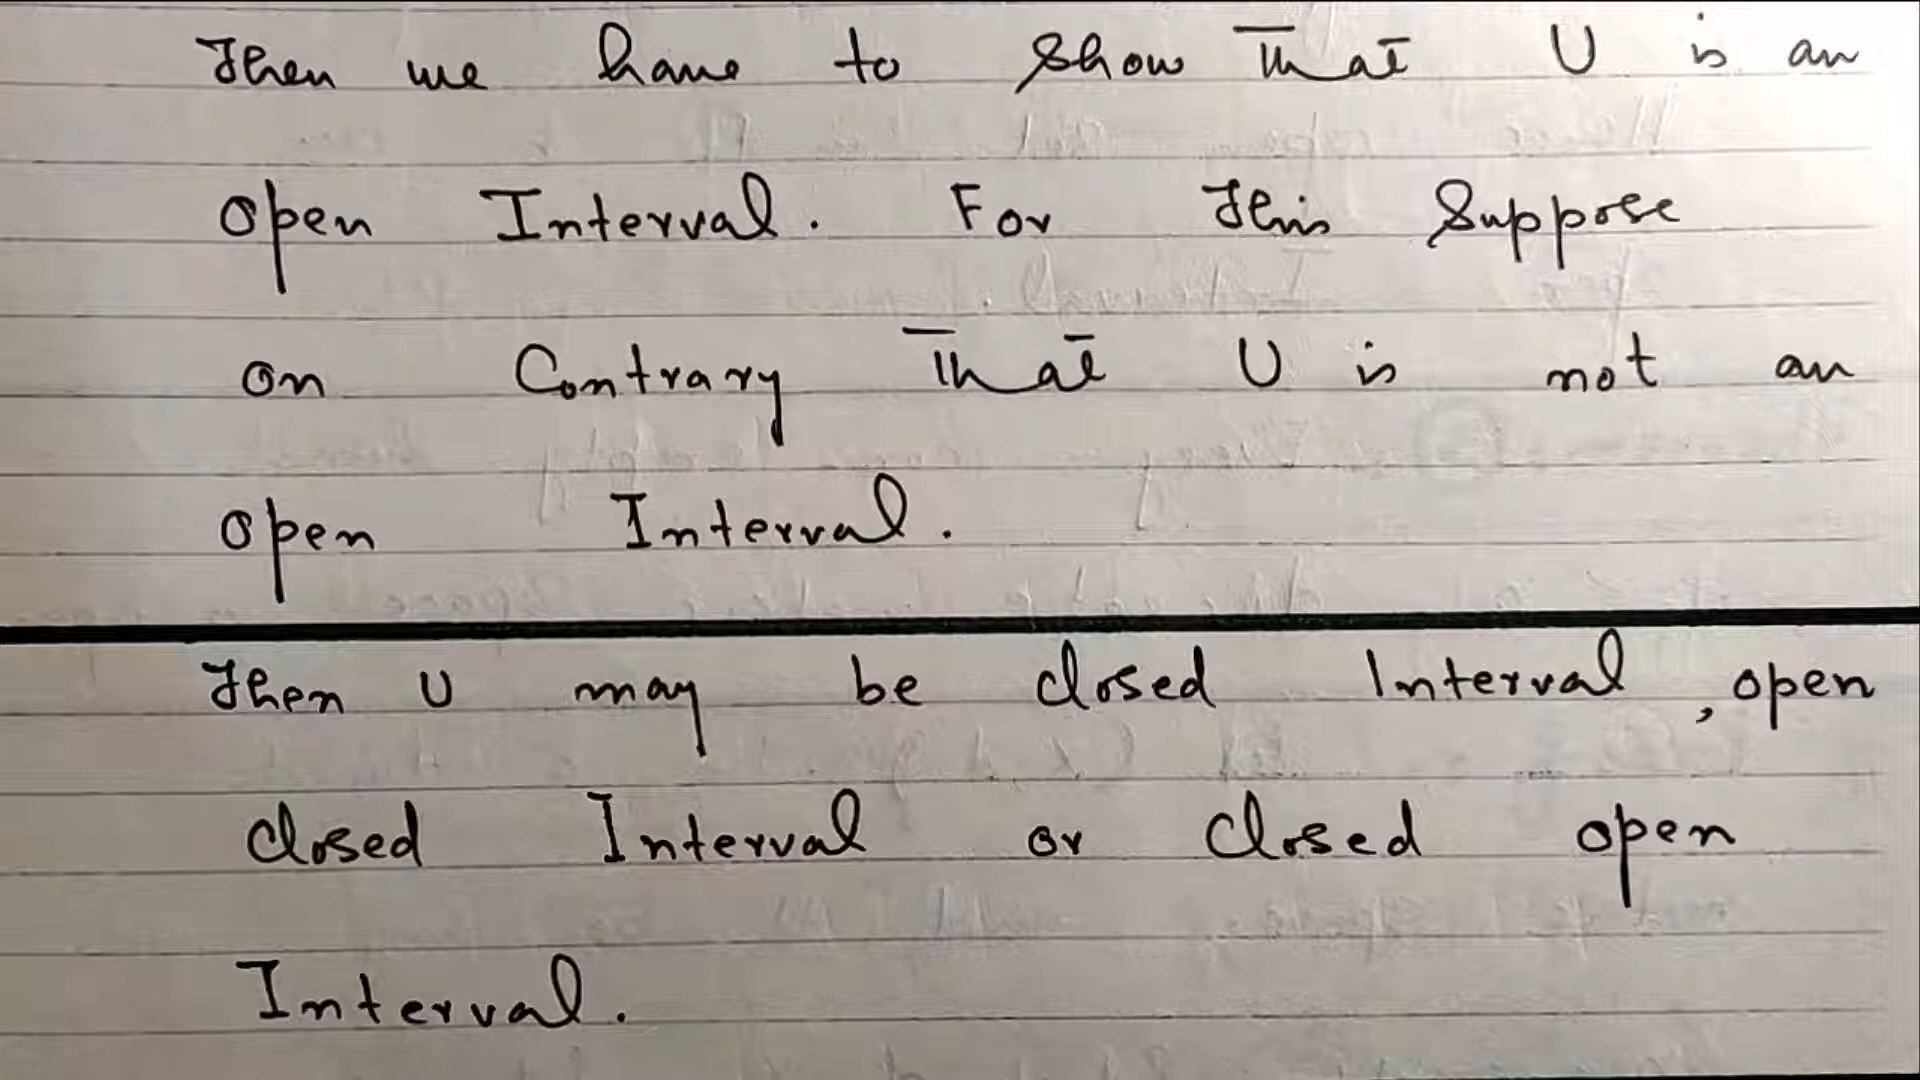 Then we have to show that U is an
open Interval. For this suppose
on Contrary that U is not an
open Interval.
Then U may be closed Interval, open
closed Interval or closed open
Interval.